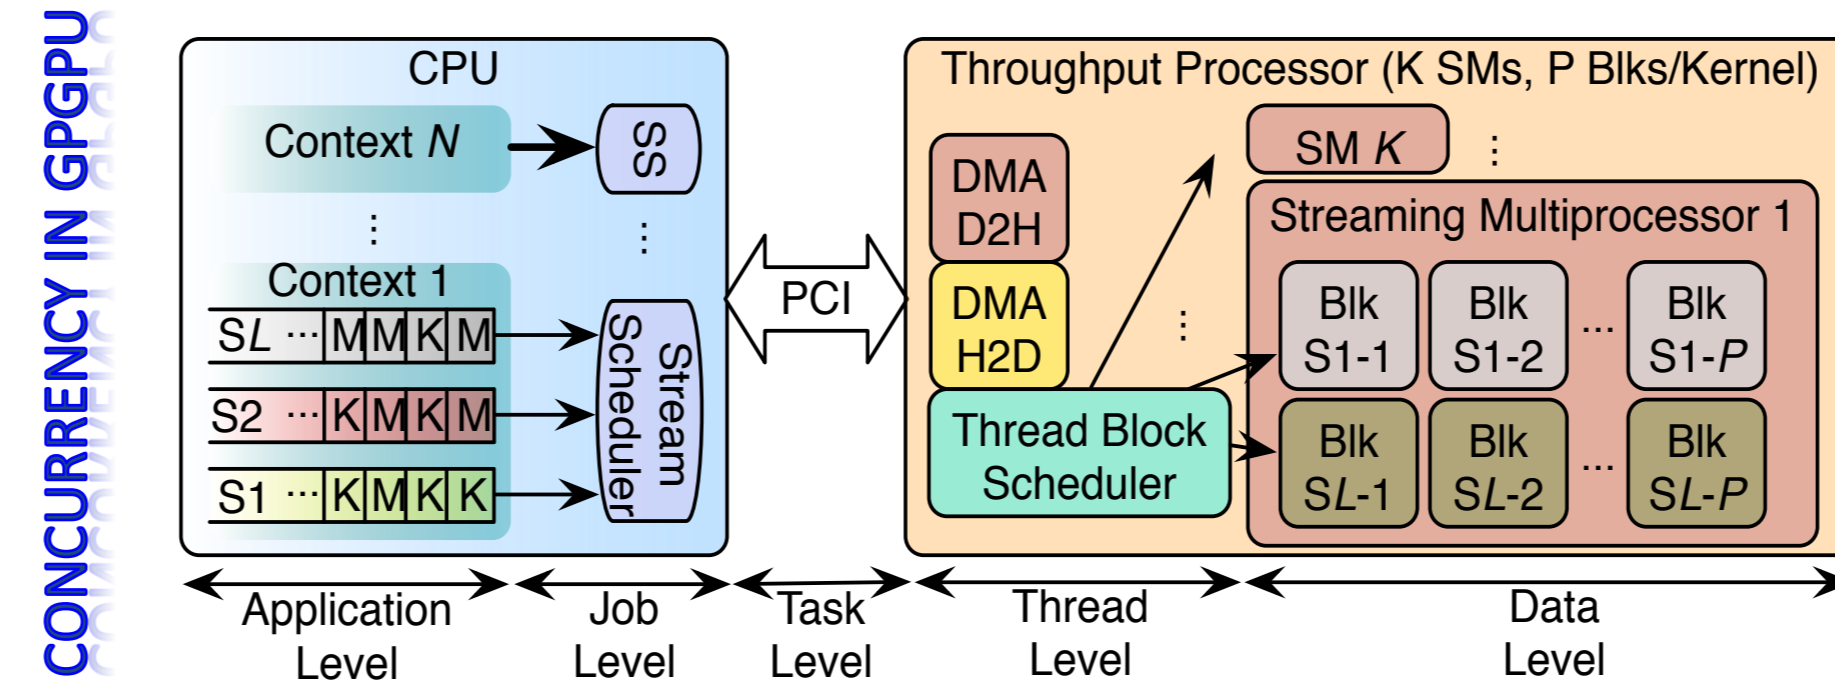 CONCURRENCY IN GPGPU
CPU
Context N
SS
⋮
⋮
Context 1
SL ... M M K M
S2 ... K M K M
S1 ... K M K K
Stream
Scheduler
PCI
Throughput Processor (K SMs, P Blks/Kernel)
DMA
D2H
DMA
H2D
Thread Block
Scheduler
⋮
SM K
⋮
Streaming Multiprocessor 1
Blk Blk Blk
S1-1 S1-2 ... S1-P
Blk Blk Blk
SL-1 SL-2 ... SL-P
Application
Level
Job
Level
Task
Level
Thread
Level
Data
Level